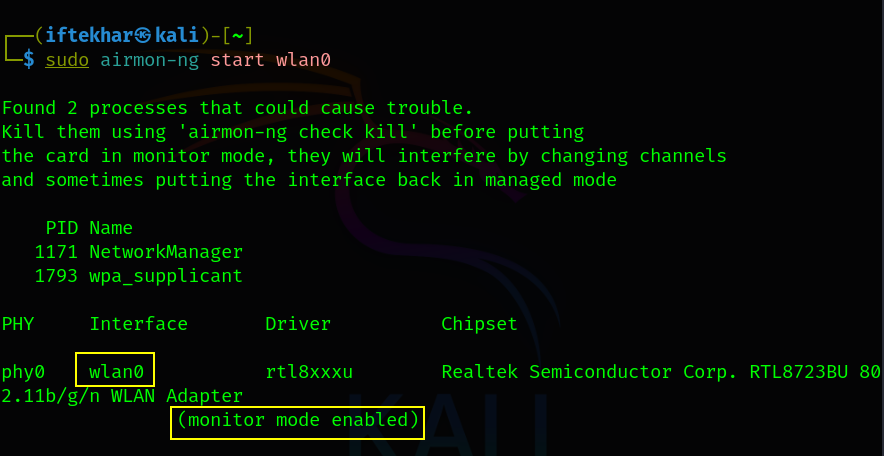 ┌──(iftekhar㉿kali)-[~]
└─$ sudo airmon-ng start wlan0
Found 2 processes that could cause trouble.
Kill them using 'airmon-ng check kill' before putting
the card in monitor mode, they will interfere by changing channels
and sometimes putting the interface back in managed mode
PID Name
1171 NetworkManager
1793 wpa_supplicant
PHY Interface Driver Chipset
phy0 wlan0 rtl8xxxu Realtek Semiconductor Corp. RTL8723BU 80
2.11b/g/n WLAN Adapter
(monitor mode enabled)
KALI